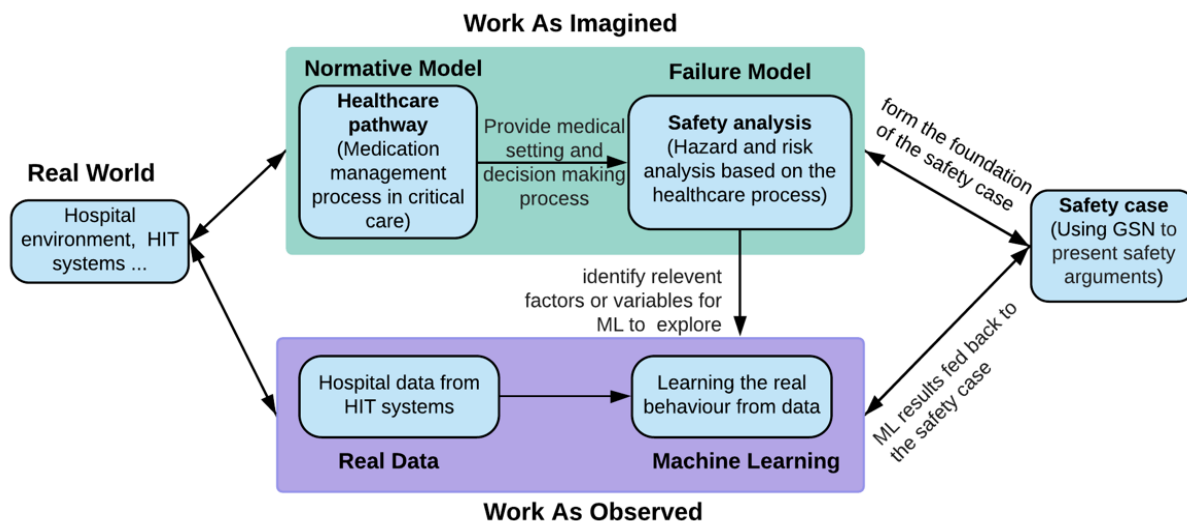 Work As Imagined
Normative Model
Failure Model
Healthcare
pathway
(Medication
management
process in critical
care)
Provide medical
setting and
decision making
process
Safety analysis
(Hazard and risk
analysis based on the
healthcare process)
form the foundation
of the safety case
Real World
Hospital
environment, HIT
systems ...
Safety case
(Using GSN to
present safety
arguments)
identify relevent
factors or variables for
ML to explore
Hospital data from
HIT systems
Learning the real
behaviour from data
ML results fed back to
the safety case
Real Data
Machine Learning
Work As Observed